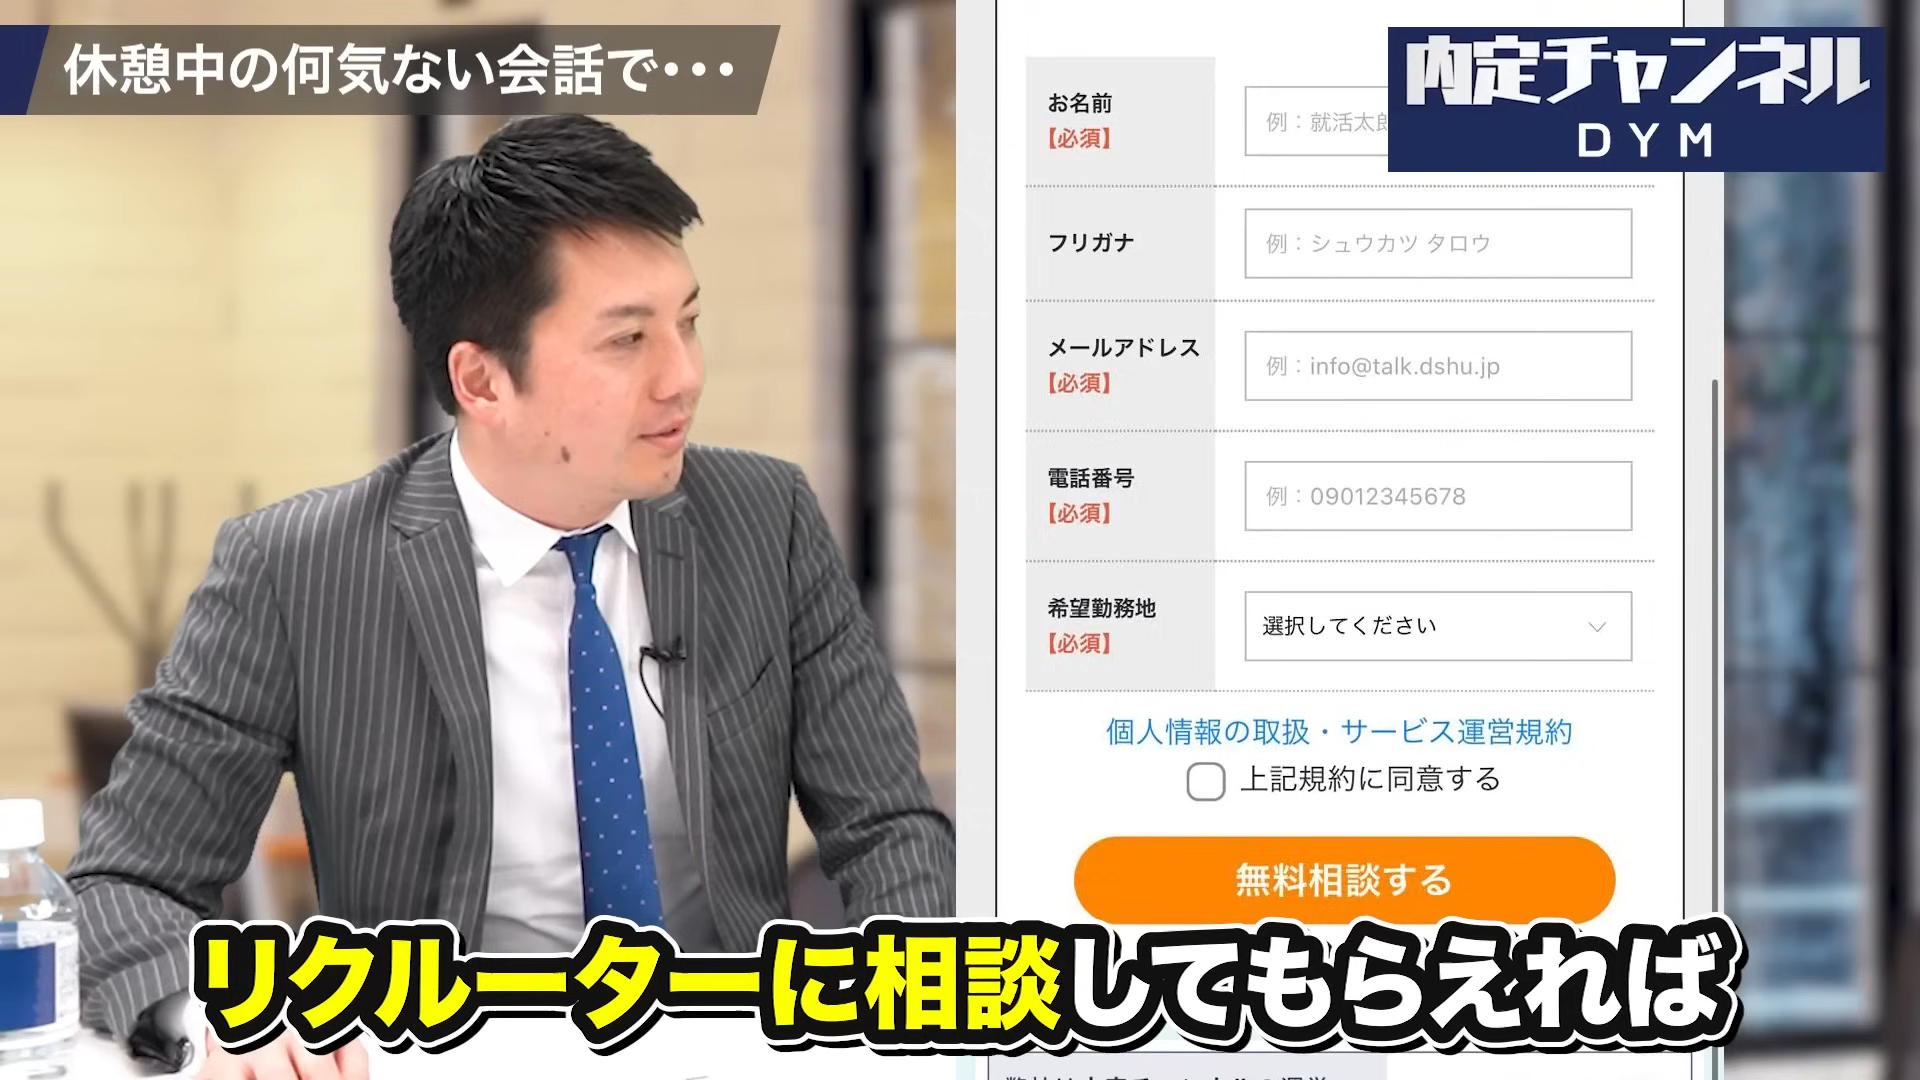 休憩中の何気ない会話で・・・
内定チャンネル
DYM
お名前
【必須】
例：就活太郎
フリガナ
例：シュウカツ タロウ
メールアドレス
【必須】
例：info@talk.dshu.jp
電話番号
【必須】
例：09012345678
希望勤務地
【必須】
選択してください
個人情報の取扱・サービス運営規約
上記規約に同意する
無料相談する
リクルーターに相談してもらえれば